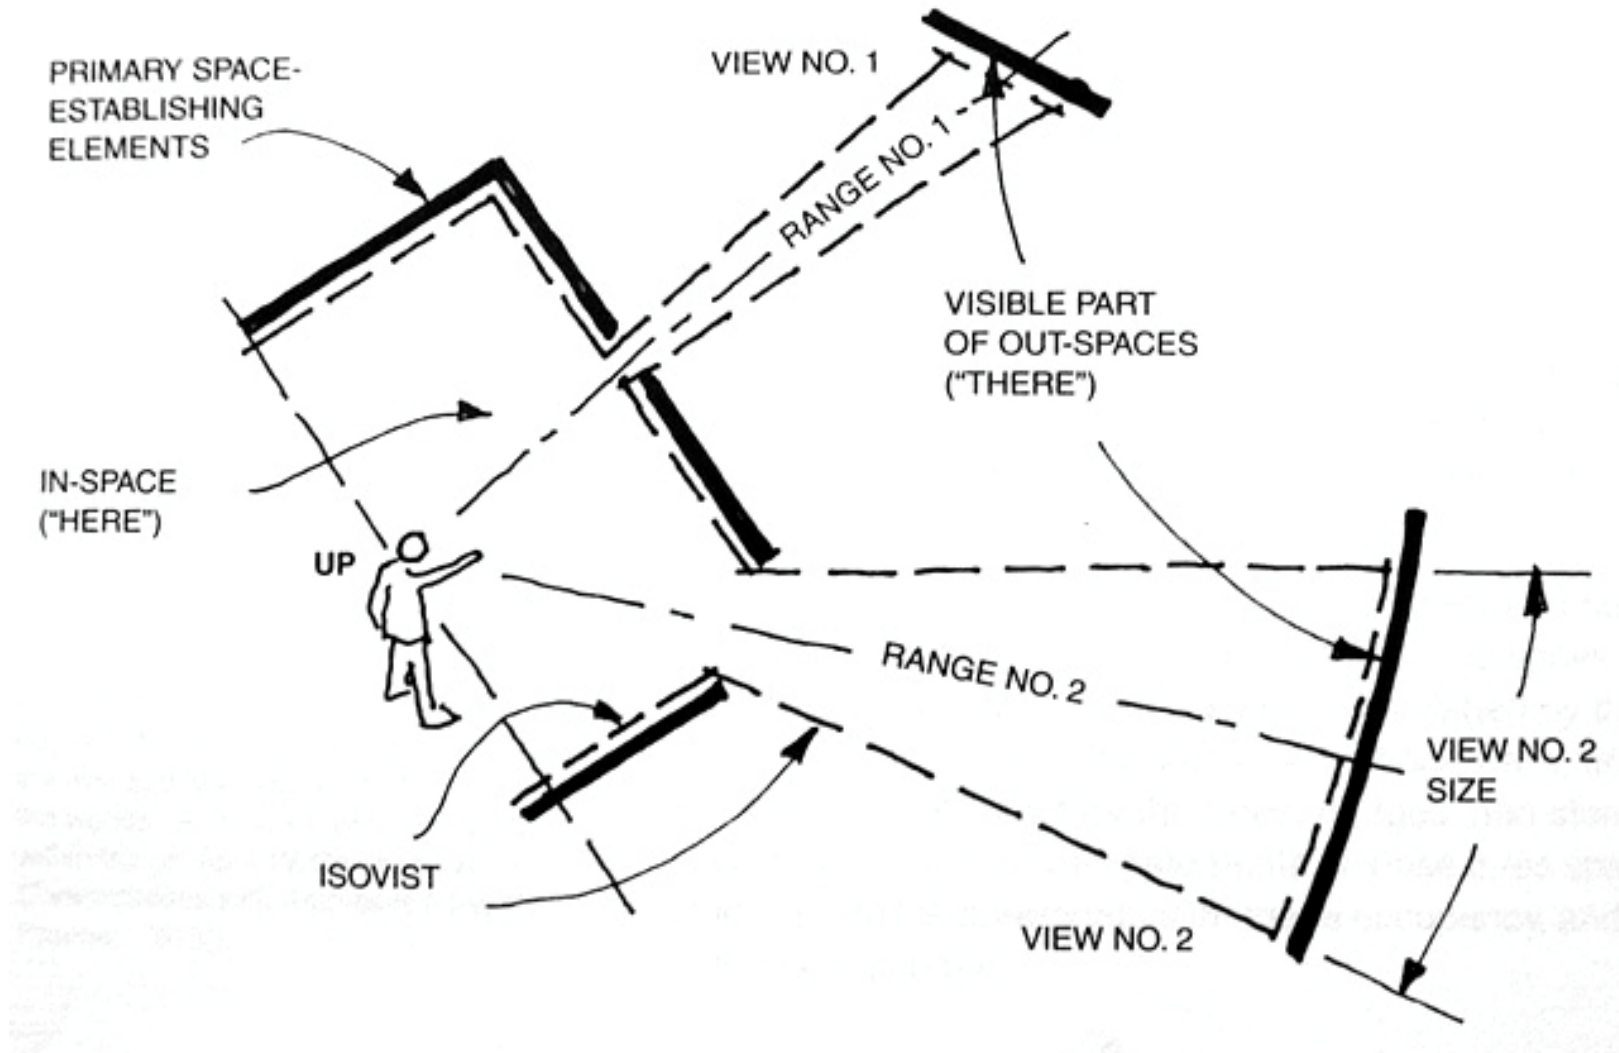 PRIMARY SPACE-
ESTABLISHING
ELEMENTS
VIEW NO. 1
RANGE NO. 1
VISIBLE PART
OF OUT-SPACES
(“THERE”)
IN-SPACE
(“HERE”)
UP
RANGE NO. 2
VIEW NO. 2
SIZE
ISOVIST
VIEW NO. 2